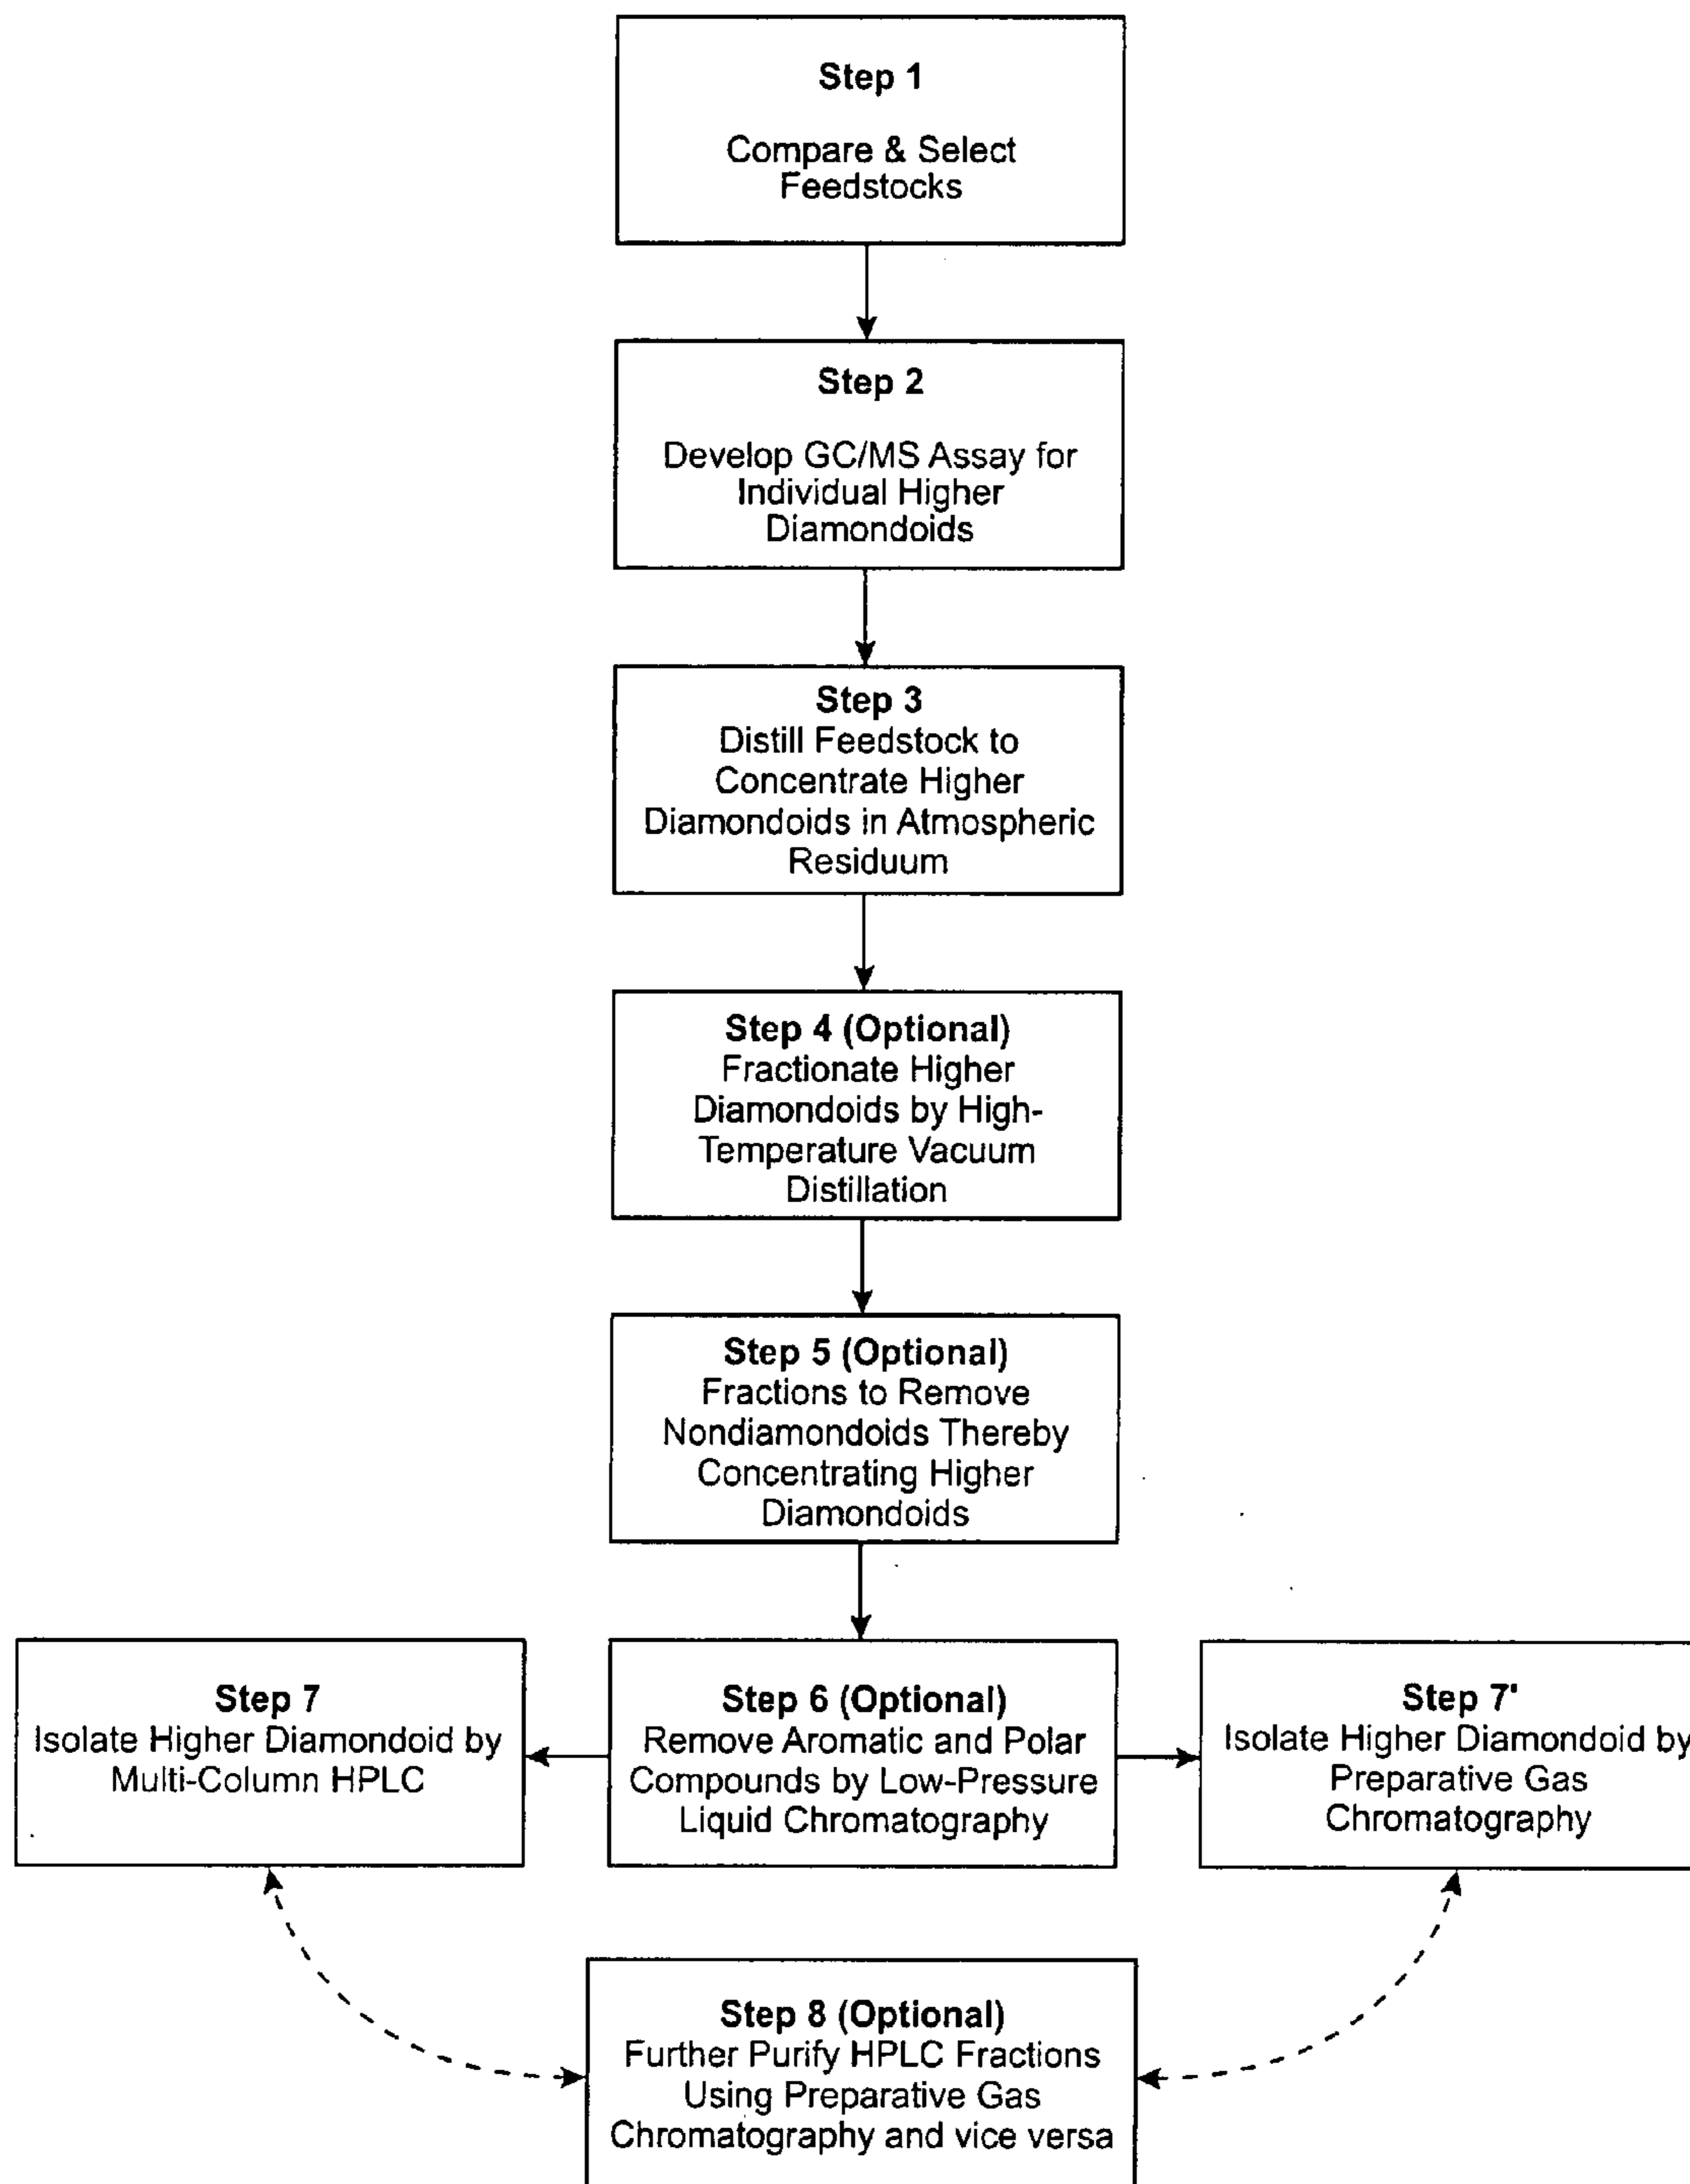 Step 1
Compare & Select
Feedstocks
Step 2
Develop GC/MS Assay for
Individual Higher
Diamondoids
Step 3
Distill Feedstock to
Concentrate Higher
Diamondoids in Atmospheric
Residuum
Step 4 (Optional)
Fractionate Higher
Diamondoids by High-
Temperature Vacuum
Distillation
Step 5 (Optional)
Fractions to Remove
Nondiamondoids Thereby
Concentrating Higher
Diamondoids
Step 7
Isolate Higher Diamondoid by
Multi-Column HPLC
Step 6 (Optional)
Remove Aromatic and Polar
Compounds by Low-Pressure
Liquid Chromatography
Step 7'
Isolate Higher Diamondoid by
Preparative Gas
Chromatography
Step 8 (Optional)
Further Purify HPLC Fractions
Using Preparative Gas
Chromatography and vice versa